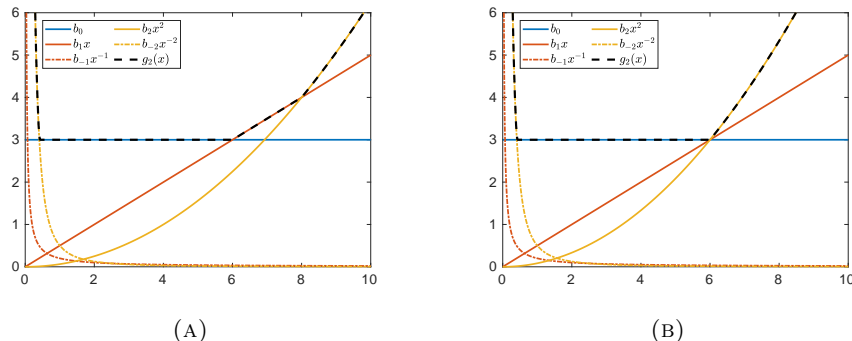 6
5
4
3
2
1
0
0 2 4 6 8 10
b₀ b₂x²
b₁x b₋₂x⁻²
b₋₁x⁻¹ g₂(x)
(A)
6
5
4
3
2
1
0
0 2 4 6 8 10
b₀ b₂x²
b₁x b₋₂x⁻²
b₋₁x⁻¹ g₂(x)
(B)